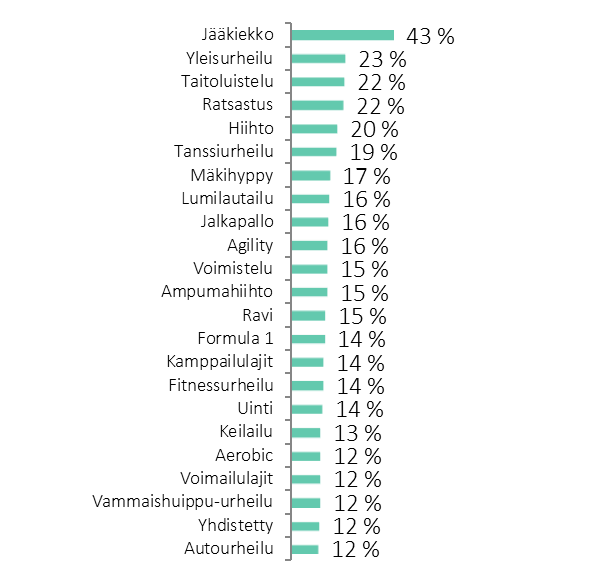 Jääkiekko 43 %
Yleisurheilu 23 %
Taitoluistelu 22 %
Ratsastus 22 %
Hiihto 20 %
Tanssiurheilu 19 %
Mäkihyppy 17 %
Lumilautailu 16 %
Jalkapallo 16 %
Agility 16 %
Voimistelu 15 %
Ampumahiihto 15 %
Ravi 15 %
Formula 1 14 %
Kamppailulajit 14 %
Fitnessurheilu 14 %
Uinti 14 %
Keilailu 13 %
Aerobic 12 %
Voimailulajit 12 %
Vammaishuippu-urheilu 12 %
Yhdistetty 12 %
Autourheilu 12 %